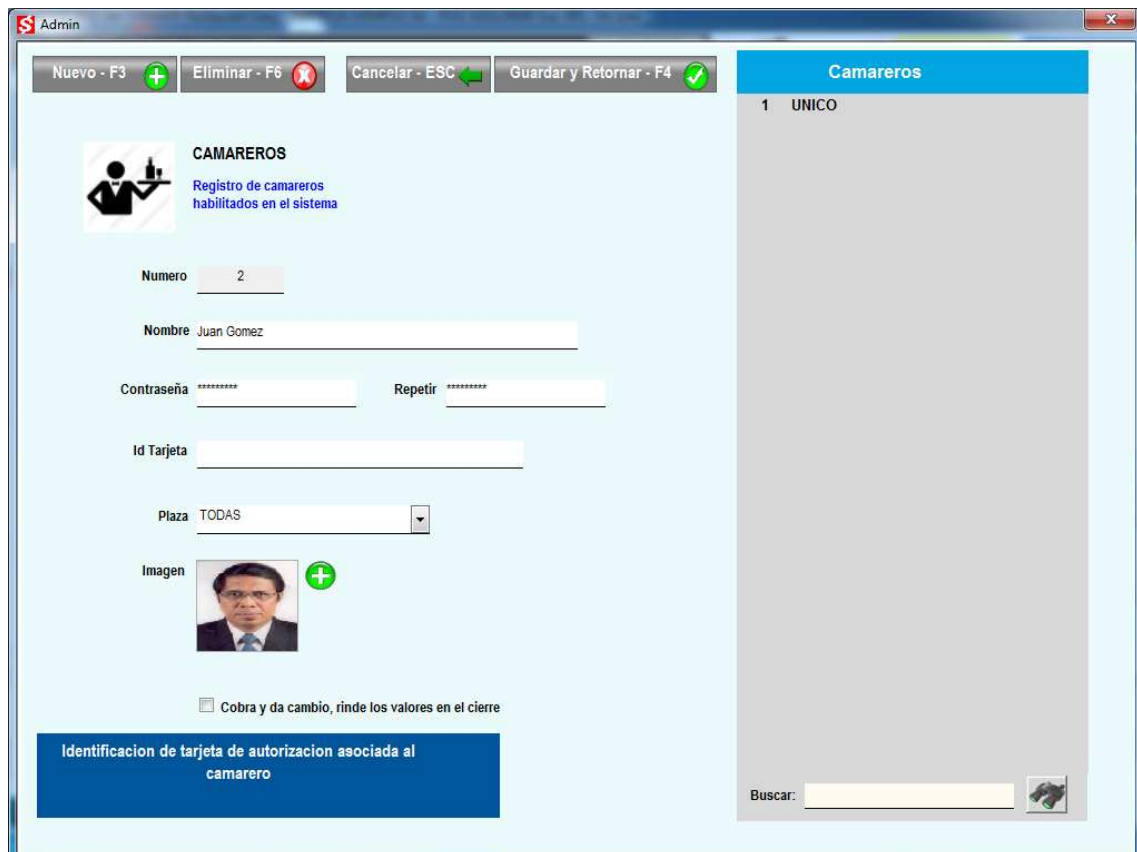 Admin
Nuevo - F3
Eliminar - F6
Cancelar - ESC
Guardar y Retornar - F4
Camareros
1 UNICO
CAMAREROS
Registro de camareros
habilitados en el sistema
Numero 2
Nombre Juan Gomez
Contraseña ********* Repetir *********
Id Tarjeta
Plaza TODAS
Imagen
Cobra y da cambio, rinde los valores en el cierre
Identificacion de tarjeta de autorizacion asociada al
camarero
Buscar: